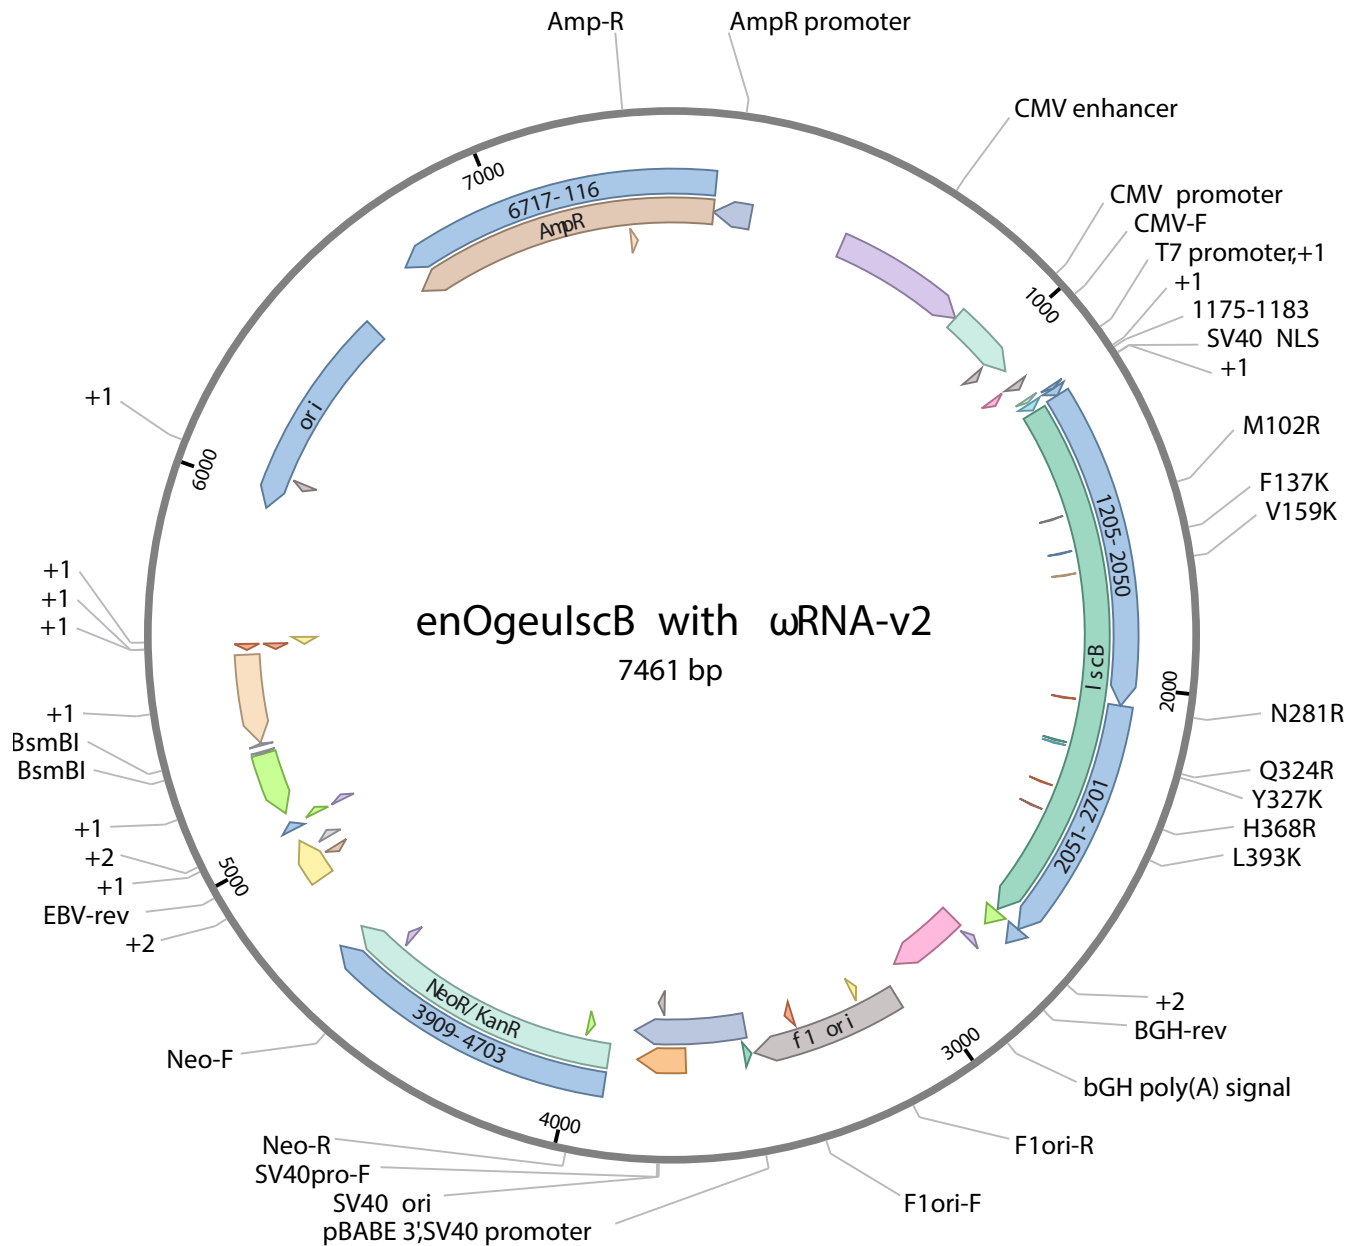 Amp-R
AmpR promoter
CMV enhancer
7000
6717- 116
AmpR
CMV promoter
CMV-F
T7 promoter,+1
+1
1175-1183
SV40 NLS
+1
1000
M102R
F137K
V159K
+1
6000
ori
1205- 2050
enOgeuIscB with ωRNA-v2
7461 bp
IscB
2000
+1
+1
+1
+1
BsmBI
BsmBI
N281R
Q324R
Y327K
H368R
L393K
2051- 2701
+1
+2
+1
EBV-rev
+2
5000
+2
BGH-rev
bGH poly(A) signal
3000
f1 ori
NeoR/KanR
3909- 4703
Neo-F
4000
Neo-R
SV40pro-F
SV40 ori
pBABE 3',SV40 promoter
F1ori-R
F1ori-F